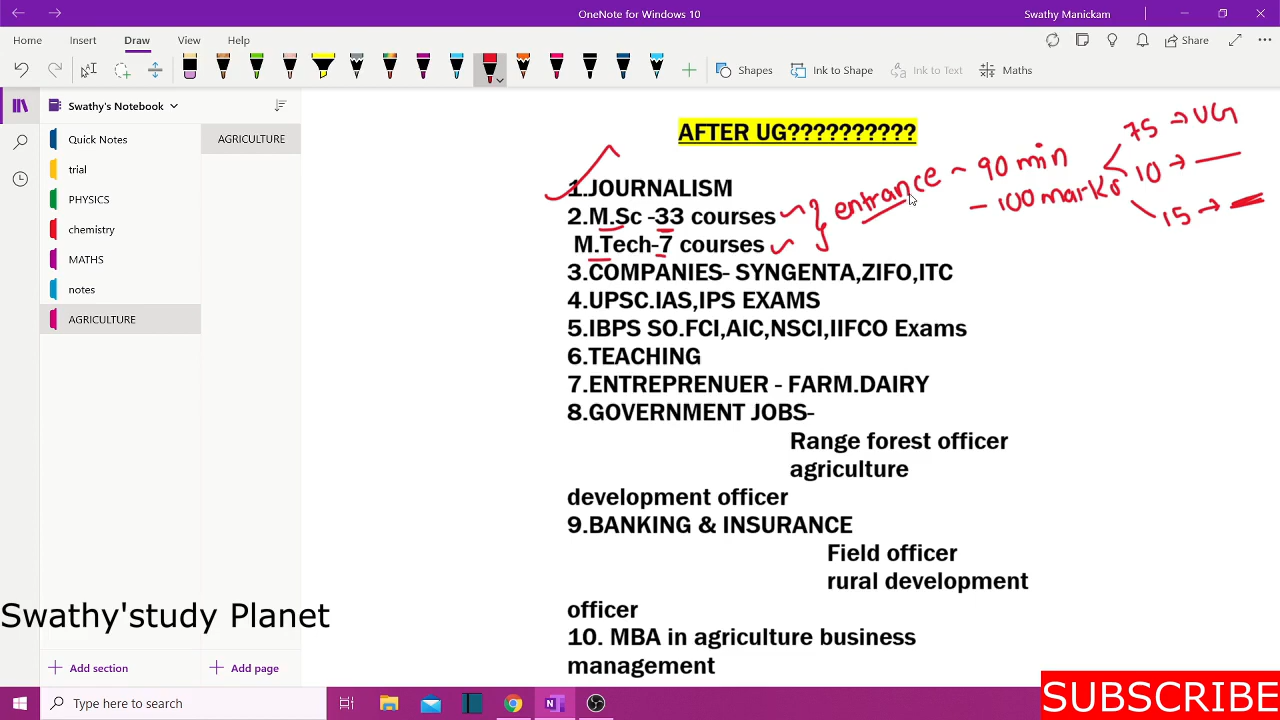 OneNote for Windows 10
Swathy Manickam
Home Insert Draw View Help
Share
Shapes Ink to Shape Ink to Text Maths
Swathy's Notebook
Quick Notes
trial
PHYSICS
chemistry
MATHS
notes
AGRICULTURE
Add section
AGRICULTURE
Add page
AFTER UG??????????
1.JOURNALISM
2.M.Sc -33 courses
M.Tech-7 courses
entrance ~ 90 min
- 100 marks
75 → UG
10 →
15 →
3.COMPANIES- SYNGENTA,ZIFO,ITC
4.UPSC.IAS,IPS EXAMS
5.IBPS SO.FCI,AIC,NSCI,IIFCO Exams
6.TEACHING
7.ENTREPRENUER - FARM.DAIRY
8.GOVERNMENT JOBS-
Range forest officer
agriculture
development officer
9.BANKING & INSURANCE
Field officer
rural development
officer
10. MBA in agriculture business
management
Swathy'study Planet
SUBSCRIBE
Type here to search